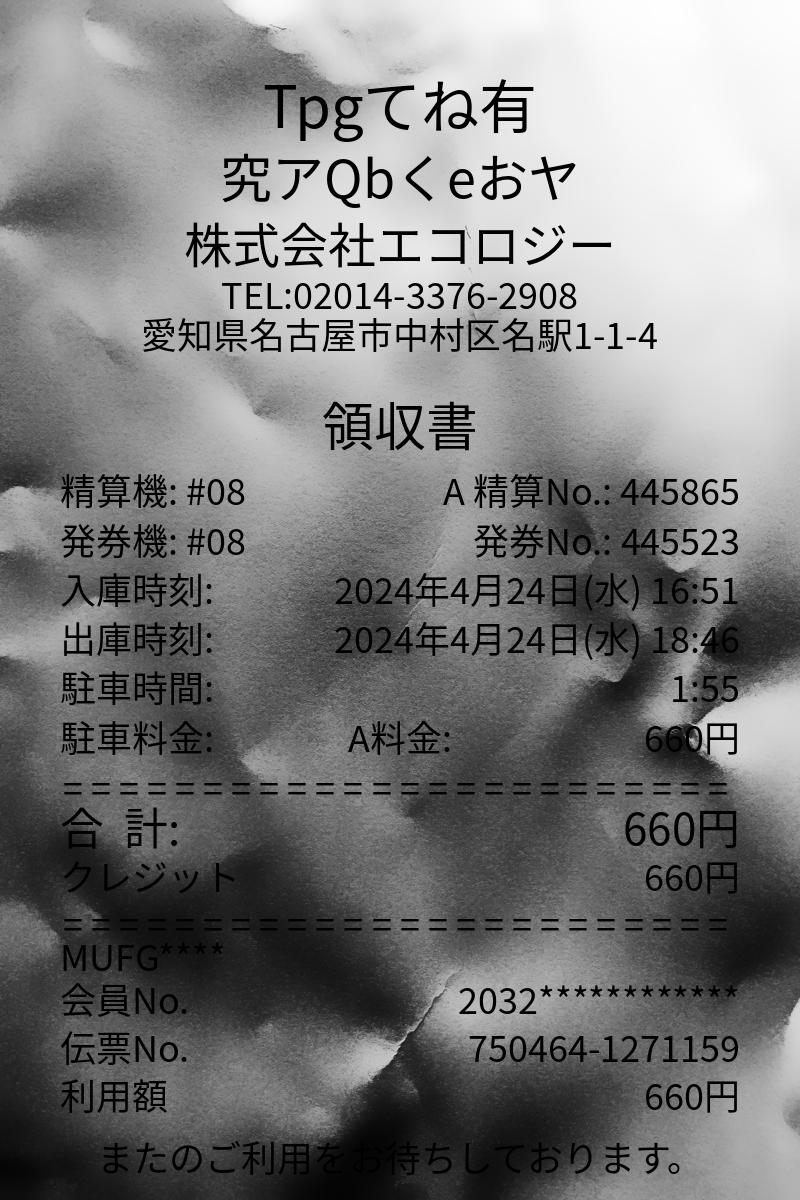 Tpgてね有
究アQbくeおヤ
株式会社エコロジー
TEL:02014-3376-2908
愛知県名古屋市中村区名駅1-1-4
領収書
精算機: #08 A 精算No.: 445865
発券機: #08 発券No.: 445523
入庫時刻: 2024年4月24日(水) 16:51
出庫時刻: 2024年4月24日(水) 18:46
駐車時間: 1:55
駐車料金: A料金: 660円
========================
合 計: 660円
クレジット 660円
========================
MUFG****
会員No. 2032************
伝票No. 750464-1271159
利用額 660円
またのご利用をお待ちしております。